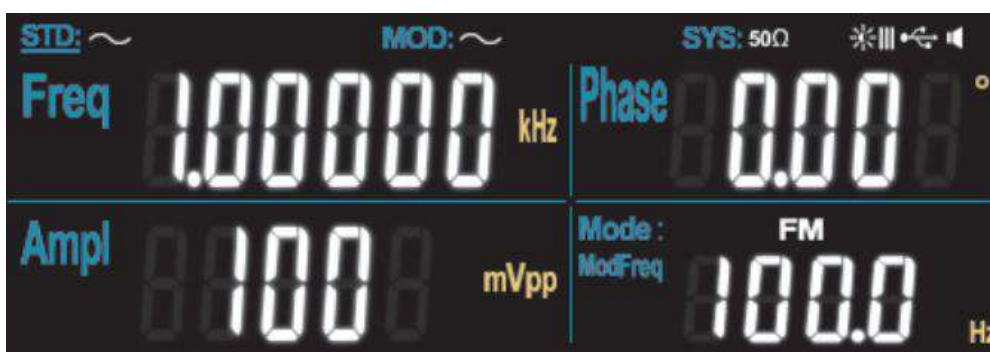 STD: MOD: SYS: 50Ω
Freq 1.00000 kHz
Phase 0.00 °
Ampl 100 mVpp
Mode: FM
ModFreq 100.0 Hz